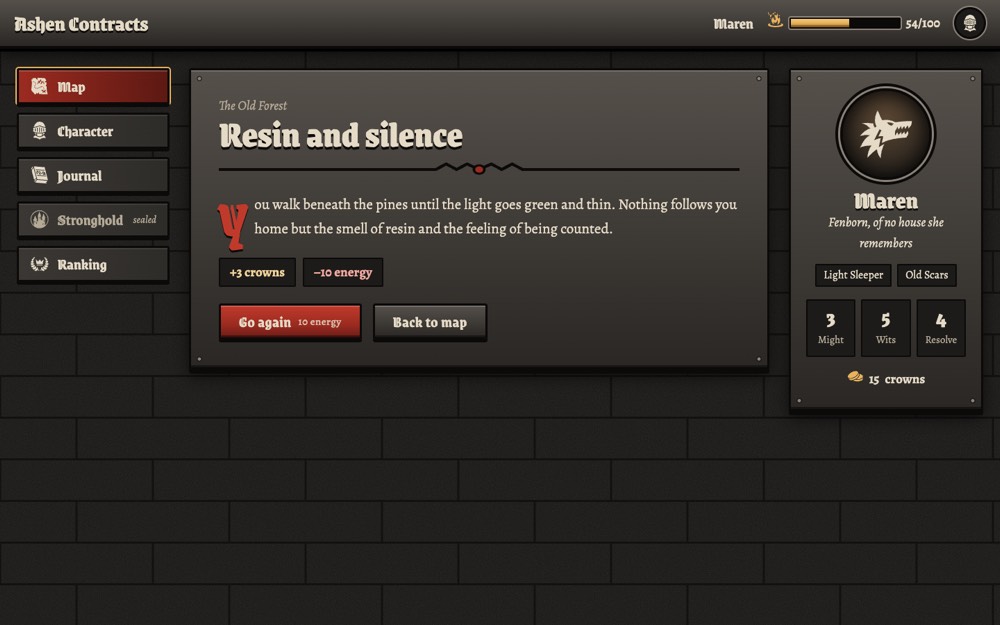 Ashen Contracts
Maren
54/100
Map
Character
Journal
Stronghold sealed
Ranking
The Old Forest
Resin and silence
You walk beneath the pines until the light goes green and thin. Nothing follows you
home but the smell of resin and the feeling of being counted.
+3 crowns
−10 energy
Go again 10 energy
Back to map
Maren
Fenborn, of no house she
remembers
Light Sleeper
Old Scars
3
Might
5
Wits
4
Resolve
15 crowns